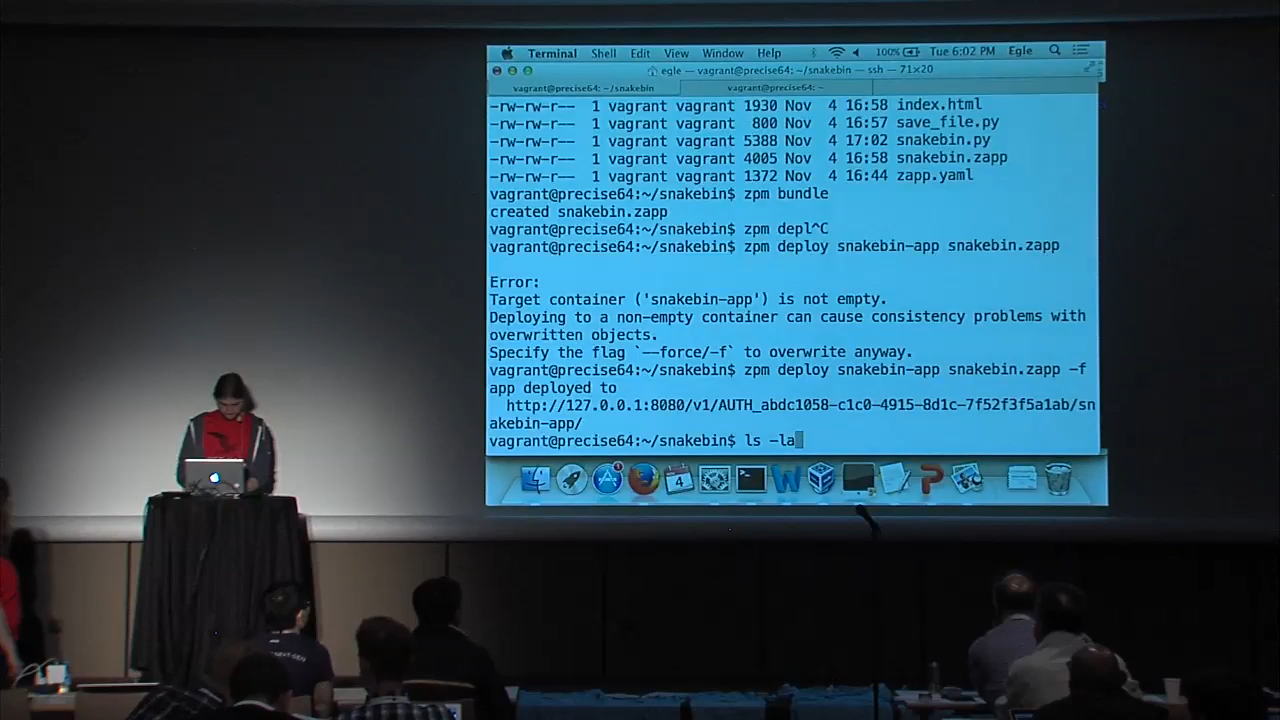 Terminal Shell Edit View Window Help 100% Tue 6:02 PM Egle
egle — vagrant@precise64: ~/snakebin — ssh — 71×20
vagrant@precise64: ~/snakebin vagrant@precise64: ~
-rw-rw-r-- 1 vagrant vagrant 1930 Nov 4 16:58 index.html
-rw-rw-r-- 1 vagrant vagrant 800 Nov 4 16:57 save_file.py
-rw-rw-r-- 1 vagrant vagrant 5388 Nov 4 17:02 snakebin.py
-rw-rw-r-- 1 vagrant vagrant 4005 Nov 4 16:58 snakebin.zapp
-rw-rw-r-- 1 vagrant vagrant 1372 Nov 4 16:44 zapp.yaml
vagrant@precise64:~/snakebin$ zpm bundle
created snakebin.zapp
vagrant@precise64:~/snakebin$ zpm depl^C
vagrant@precise64:~/snakebin$ zpm deploy snakebin-app snakebin.zapp
Error:
Target container ('snakebin-app') is not empty.
Deploying to a non-empty container can cause consistency problems with
overwritten objects.
Specify the flag `--force/-f` to overwrite anyway.
vagrant@precise64:~/snakebin$ zpm deploy snakebin-app snakebin.zapp -f
app deployed to
http://127.0.0.1:8080/v1/AUTH_abdc1058-c1c0-4915-8d1c-7f52f3f5a1ab/sn
akebin-app/
vagrant@precise64:~/snakebin$ ls -la
4